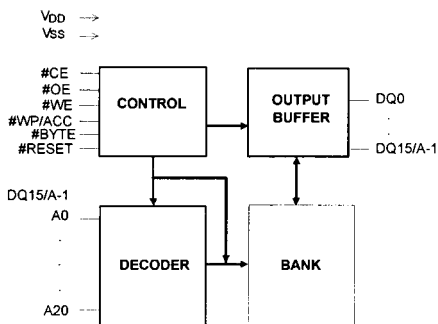 VDD
VSS
#CE
#OE
#WE
#WP/ACC
#BYTE
#RESET
CONTROL
OUTPUT
BUFFER
DQ0
.
.
DQ15/A-1
DQ15/A-1
A0
.
.
.
A20
DECODER
BANK